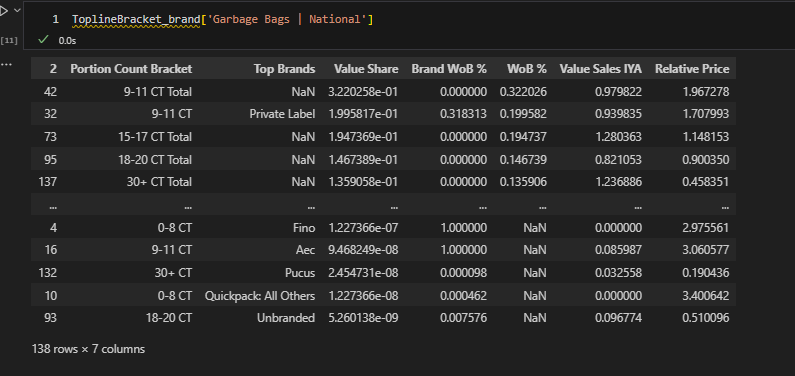 1 ToplineBracket_brand['Garbage Bags | National']
[11] 0.0s
...
2 Portion Count Bracket Top Brands Value Share Brand WoB % WoB % Value Sales IYA Relative Price
42 9-11 CT Total NaN 3.220258e-01 0.000000 0.322026 0.979822 1.967278
32 9-11 CT Private Label 1.995817e-01 0.318313 0.199582 0.939835 1.707993
73 15-17 CT Total NaN 1.947369e-01 0.000000 0.194737 1.280363 1.148153
95 18-20 CT Total NaN 1.467389e-01 0.000000 0.146739 0.821053 0.900350
137 30+ CT Total NaN 1.359058e-01 0.000000 0.135906 1.236886 0.458351
... ... ... ... ... ... ... ...
4 0-8 CT Fino 1.227366e-07 1.000000 NaN 0.000000 2.975561
16 9-11 CT Aec 9.468249e-08 1.000000 NaN 0.085987 3.060577
132 30+ CT Pucus 2.454731e-08 0.000098 NaN 0.032558 0.190436
10 0-8 CT Quickpack: All Others 1.227366e-08 0.000462 NaN 0.000000 3.400642
93 18-20 CT Unbranded 5.260138e-09 0.007576 NaN 0.096774 0.510096
138 rows × 7 columns